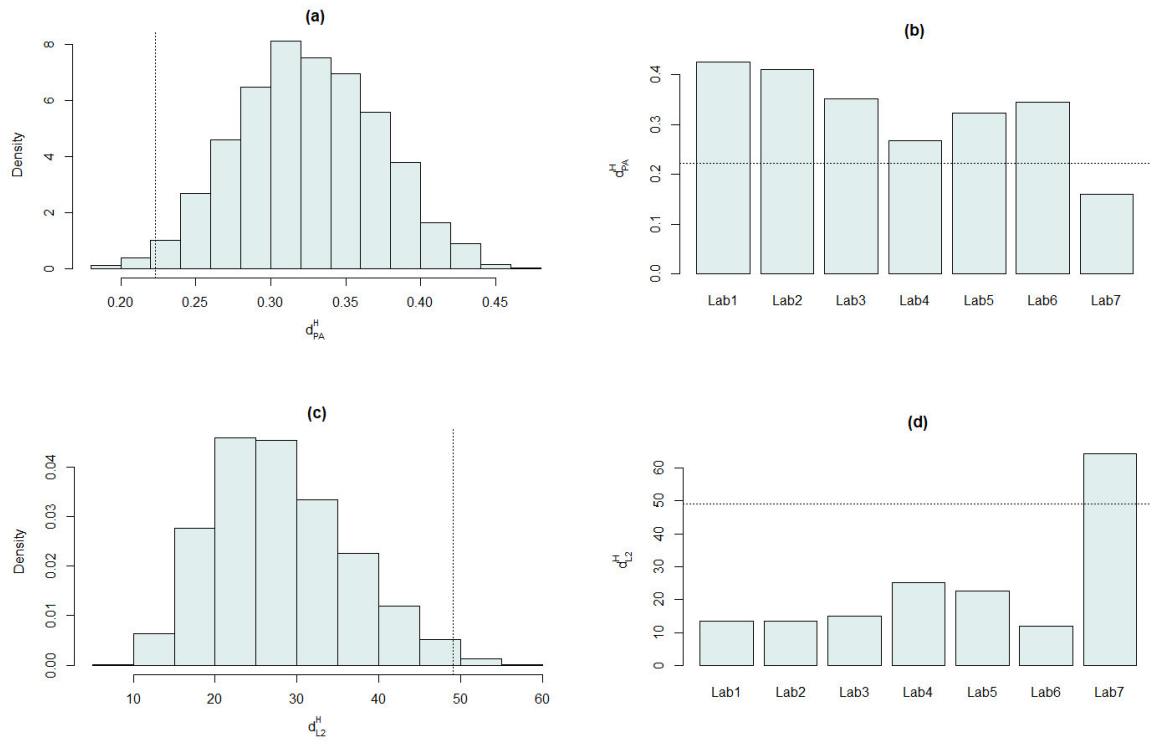 (a)
Density
0
2
4
6
8
0.20 0.25 0.30 0.35 0.40 0.45
d^H_PA
(b)
d^H_PA
0.0
0.1
0.2
0.3
0.4
Lab1 Lab2 Lab3 Lab4 Lab5 Lab6 Lab7
(c)
Density
0.00
0.01
0.02
0.03
0.04
10 20 30 40 50 60
d^H_L2
(d)
d^H_L2
0
10
20
30
40
50
60
Lab1 Lab2 Lab3 Lab4 Lab5 Lab6 Lab7